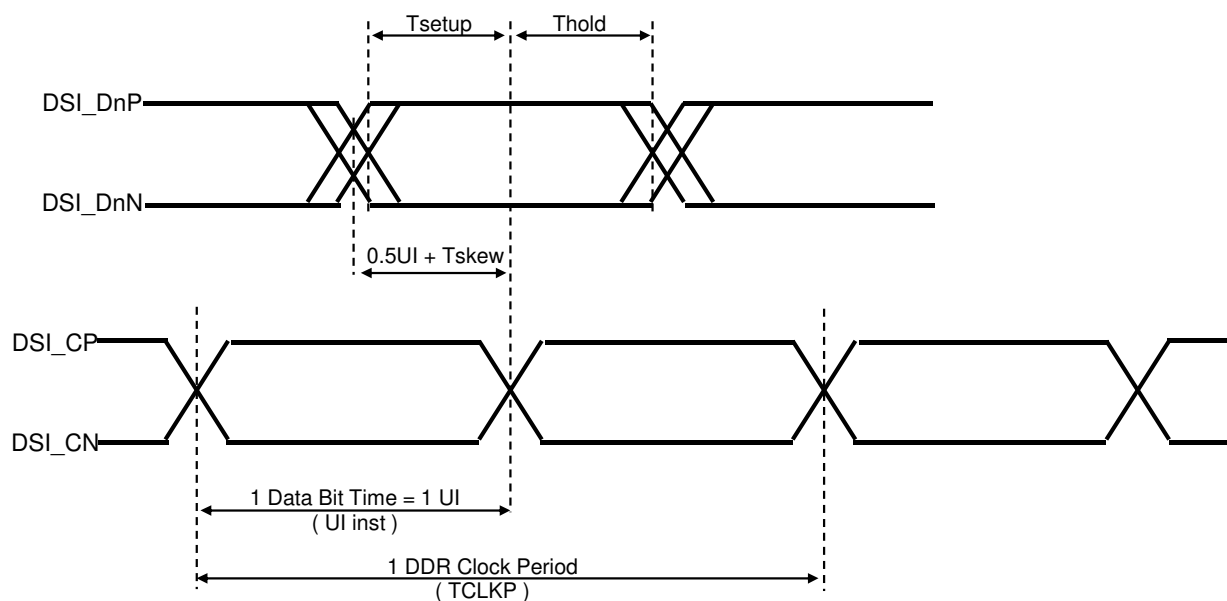 Tsetup
Thold
DSI_DnP
DSI_DnN
0.5UI + Tskew
DSI_CP
DSI_CN
1 Data Bit Time = 1 UI
( UI inst )
1 DDR Clock Period
( TCLKP )